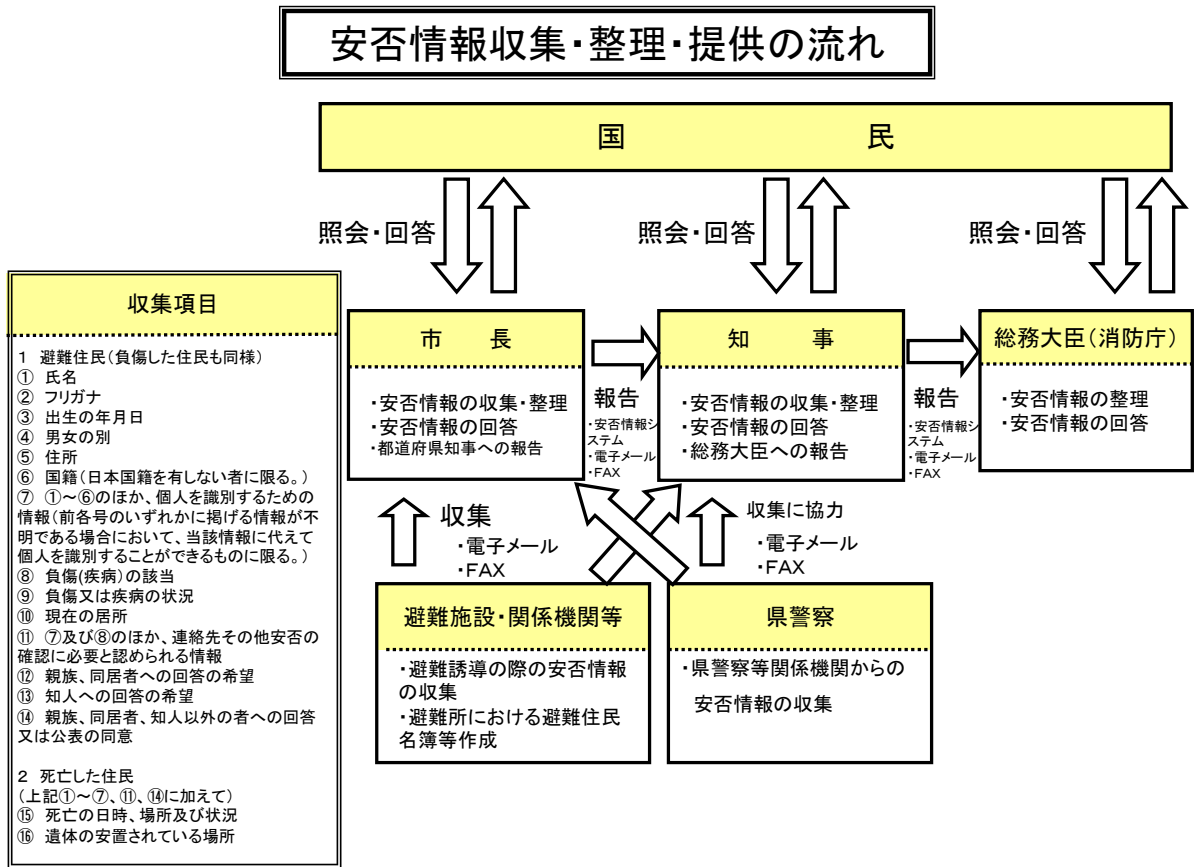 安否情報収集・整理・提供の流れ
国　　　民
照会・回答
照会・回答
照会・回答
収集項目
1　避難住民（負傷した住民も同様）
①　氏名
②　フリガナ
③　出生の年月日
④　男女の別
⑤　住所
⑥　国籍（日本国籍を有しない者に限る。）
⑦　①～⑥のほか、個人を識別するための
情報（前各号のいずれかに掲げる情報が不
明である場合において、当該情報に代えて
個人を識別することができるものに限る。）
⑧　負傷(疾病)の該当
⑨　負傷又は疾病の状況
⑩　現在の居所
⑪　⑦及び⑧のほか、連絡先その他安否の
確認に必要と認められる情報
⑫　親族、同居者への回答の希望
⑬　知人への回答の希望
⑭　親族、同居者、知人以外の者への回答
又は公表の同意
2　死亡した住民
（上記①～⑦、⑪、⑭に加えて）
⑮　死亡の日時、場所及び状況
⑯　遺体の安置されている場所
市　　長
・安否情報の収集・整理
・安否情報の回答
・都道府県知事への報告
報告
・安否情報シ
ステム
・電子メール
・FAX
知　　事
・安否情報の収集・整理
・安否情報の回答
・総務大臣への報告
報告
・安否情報シ
ステム
・電子メール
・FAX
総務大臣（消防庁）
・安否情報の整理
・安否情報の回答
収集
・電子メール
・FAX
収集に協力
・電子メール
・FAX
避難施設・関係機関等
・避難誘導の際の安否情報
の収集
・避難所における避難住民
名簿等作成
県警察
・県警察等関係機関からの
安否情報の収集